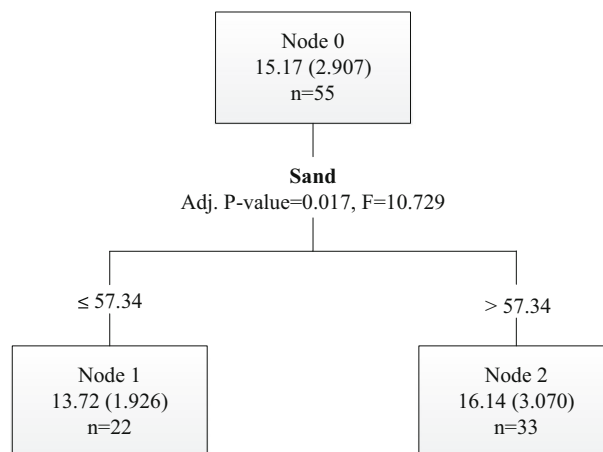 Node 0
15.17 (2.907)
n=55
Sand
Adj. P-value=0.017, F=10.729
≤ 57.34
> 57.34
Node 1
13.72 (1.926)
n=22
Node 2
16.14 (3.070)
n=33